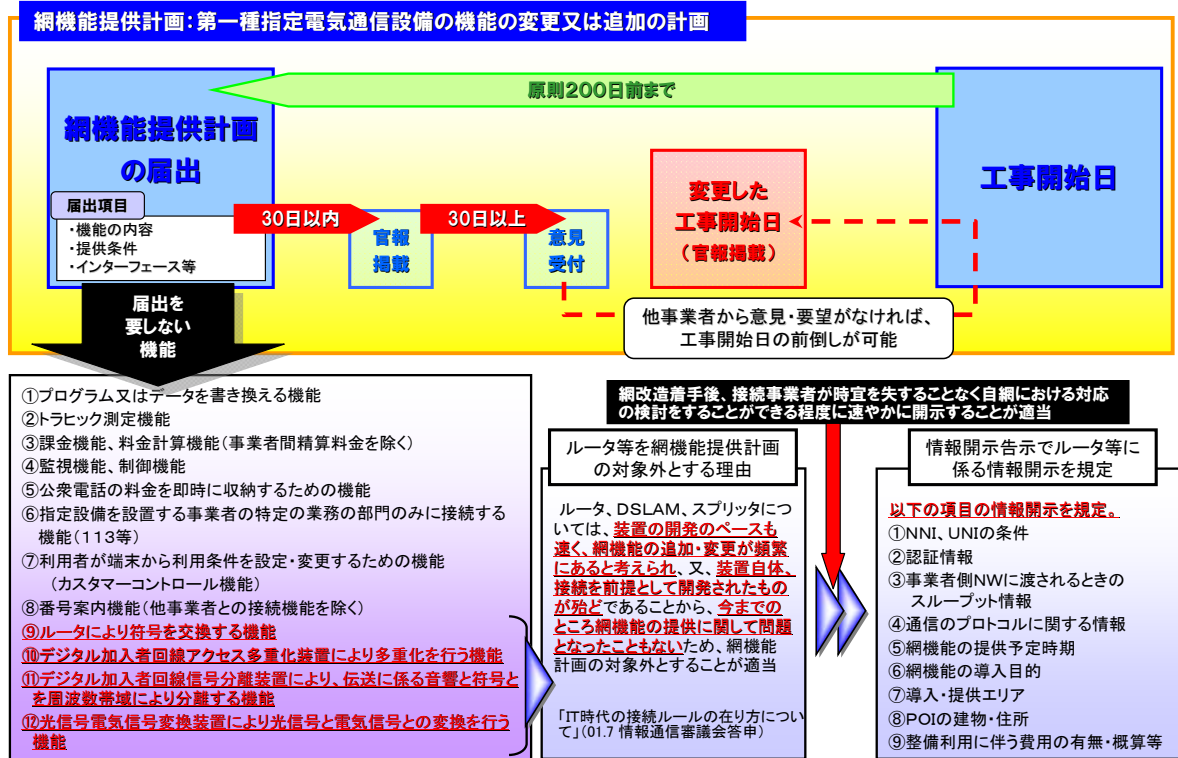 網機能提供計画:第一種指定電気通信設備の機能の変更又は追加の計画
原則200日前まで
網機能提供計画
の届出
届出項目
・機能の内容
・提供条件
・インターフェース等
30日以内
官報
掲載
30日以上
意見
受付
変更した
工事開始日
(官報掲載)
工事開始日
他事業者から意見・要望がなければ、
工事開始日の前倒しが可能
届出を
要しない
機能
①プログラム又はデータを書き換える機能
②トラヒック測定機能
③課金機能、料金計算機能(事業者間精算料金を除く)
④監視機能、制御機能
⑤公衆電話の料金を即時に収納するための機能
⑥指定設備を設置する事業者の特定の業務の部門のみに接続する
機能(113等)
⑦利用者が端末から利用条件を設定・変更するための機能
(カスタマーコントロール機能)
⑧番号案内機能(他事業者との接続機能を除く)
⑨ルータにより符号を交換する機能
⑩デジタル加入者回線アクセス多重化装置により多重化を行う機能
⑪デジタル加入者回線信号分離装置により、伝送に係る音響と符号と
を周波数帯域により分離する機能
⑫光信号電気信号変換装置により光信号と電気信号との変換を行う
機能
網改造着手後、接続事業者が時宜を失することなく自網における対応
の検討をすることができる程度に速やかに開示することが適当
ルータ等を網機能提供計画
の対象外とする理由
ルータ、DSLAM、スプリッタにつ
いては、装置の開発のペースも
速く、網機能の追加・変更が頻繁
にあると考えられ、又、装置自体、
接続を前提として開発されたもの
が殆どであることから、今までの
ところ網機能の提供に関して問題
となったこともないため、網機能
計画の対象外とすることが適当
「IT時代の接続ルールの在り方につい
て」(01.7 情報通信審議会答申)
情報開示告示でルータ等に
係る情報開示を規定
以下の項目の情報開示を規定。
①NNI、UNIの条件
②認証情報
③事業者側NWに渡されるときの
スループット情報
④通信のプロトコルに関する情報
⑤網機能の提供予定時期
⑥網機能の導入目的
⑦導入・提供エリア
⑧POIの建物・住所
⑨整備利用に伴う費用の有無・概算等